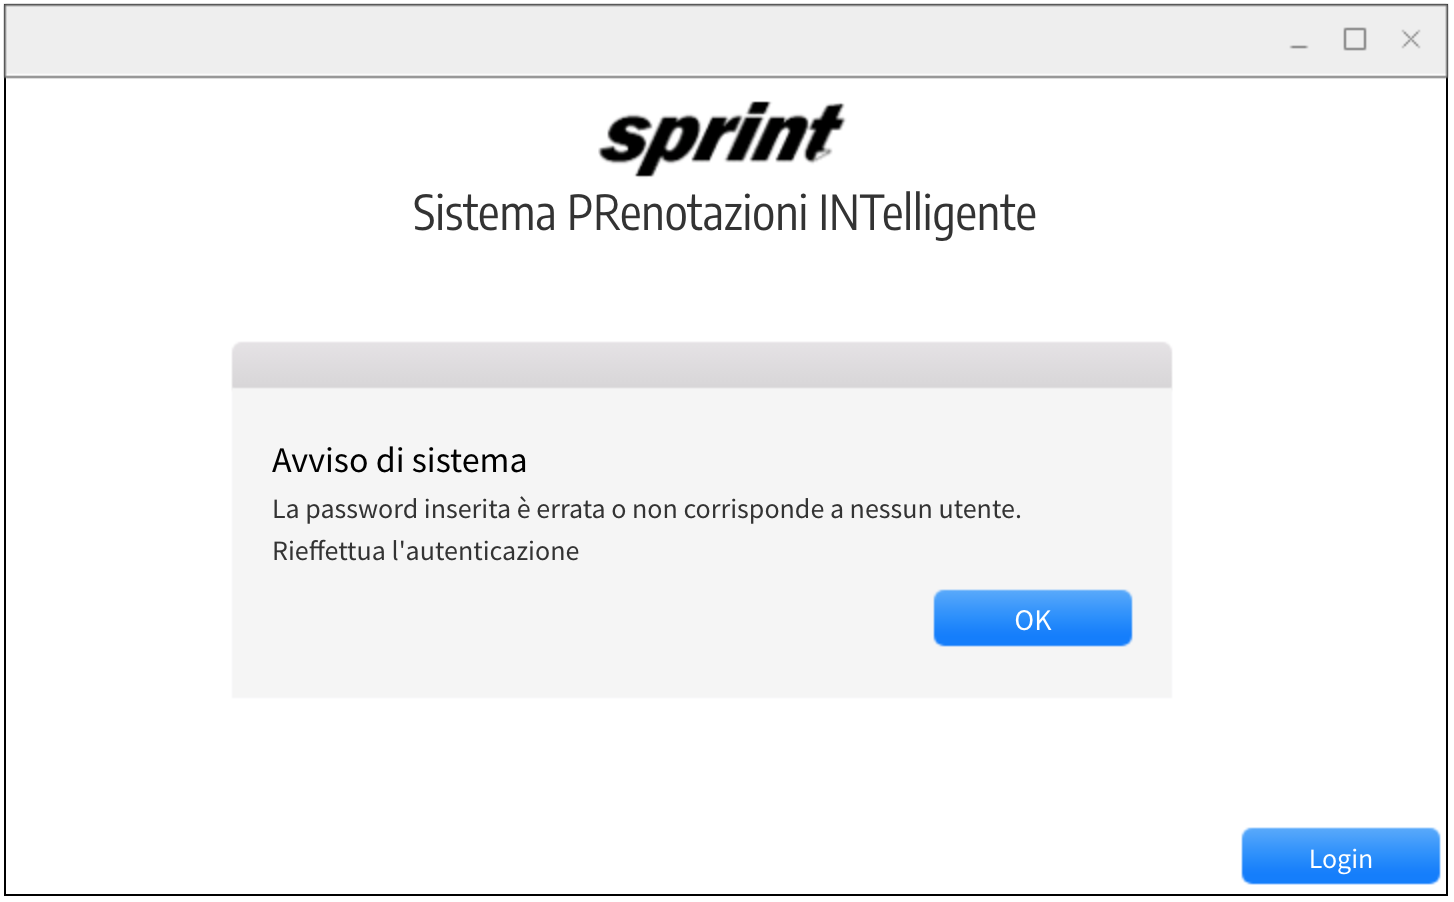 sprint
Sistema PRenotazioni INTelligente
Avviso di sistema
La password inserita è errata o non corrisponde a nessun utente.
Rieffettua l'autenticazione
OK
Login